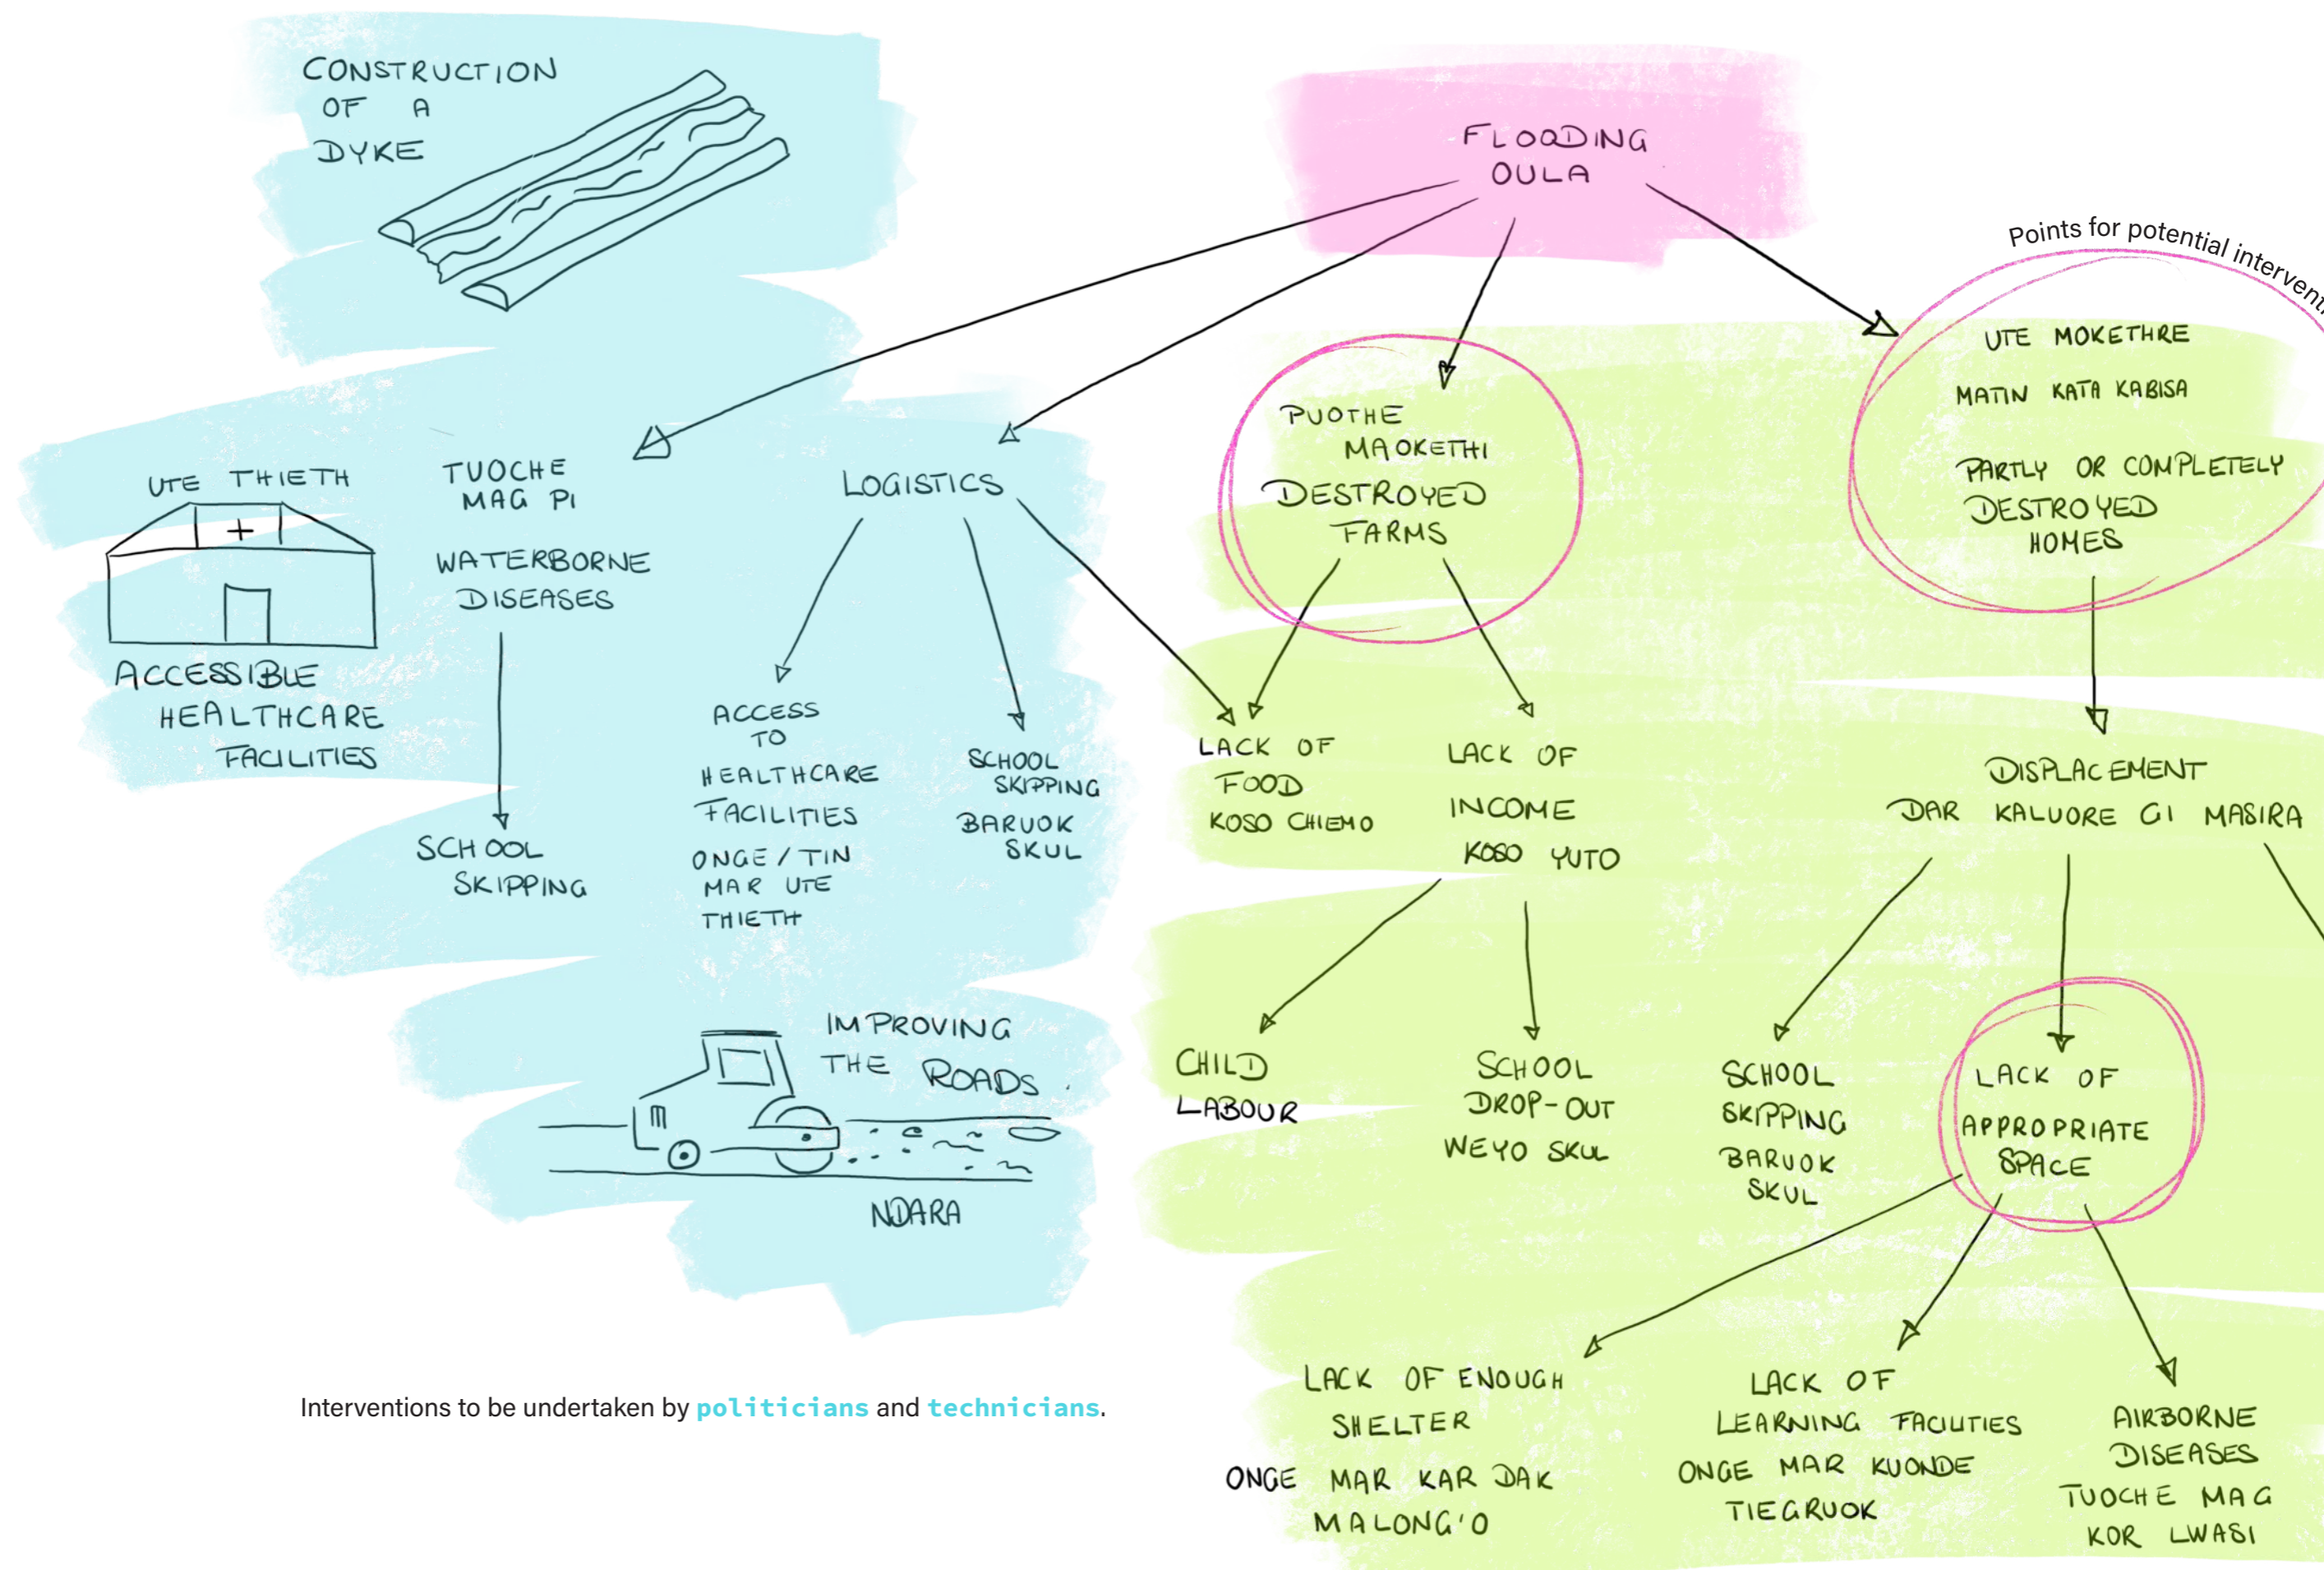 CONSTRUCTION
OF A
DYKE
FLOODING
OULA
Points for potential
UTE MOKETHRE
MATIN KATA KABISA
PARTLY OR COMPLETELY
DESTROYED
HOMES
PUOTHE
MAOKETHI
DESTROYED
FARMS
UTE THIETH
ACCESSIBLE
HEALTHCARE
FACILITIES
TUOCHE
MAG PI
WATERBORNE
DISEASES
SCHOOL
SKIPPING
LOGISTICS
ACCESS
TO
HEALTHCARE
FACILITIES
ONGE / TIN
MAR UTE
THIETH
SCHOOL
SKIPPING
BARUOK
SKUL
LACK OF
FOOD
KOSO CHIEMO
LACK OF
INCOME
KOSO YUTO
DISPLACEMENT
DAR KALUORE GI MASIRA
IMPROVING
THE ROADS.
NDARA
CHILD
LABOUR
SCHOOL
DROP-OUT
WEYO SKUL
SCHOOL
SKIPPING
BARUOK
SKUL
LACK OF
APPROPRIATE
SPACE
LACK OF ENOUGH
SHELTER
ONGE MAR KAR DAK
MALONG'O
LACK OF
LEARNING FACILITIES
ONGE MAR KUONDE
TIEGRUOK
AIRBORNE
DISEASES
TUOCHE MAG
KOR LWASI
Interventions to be undertaken by politicians and technicians.